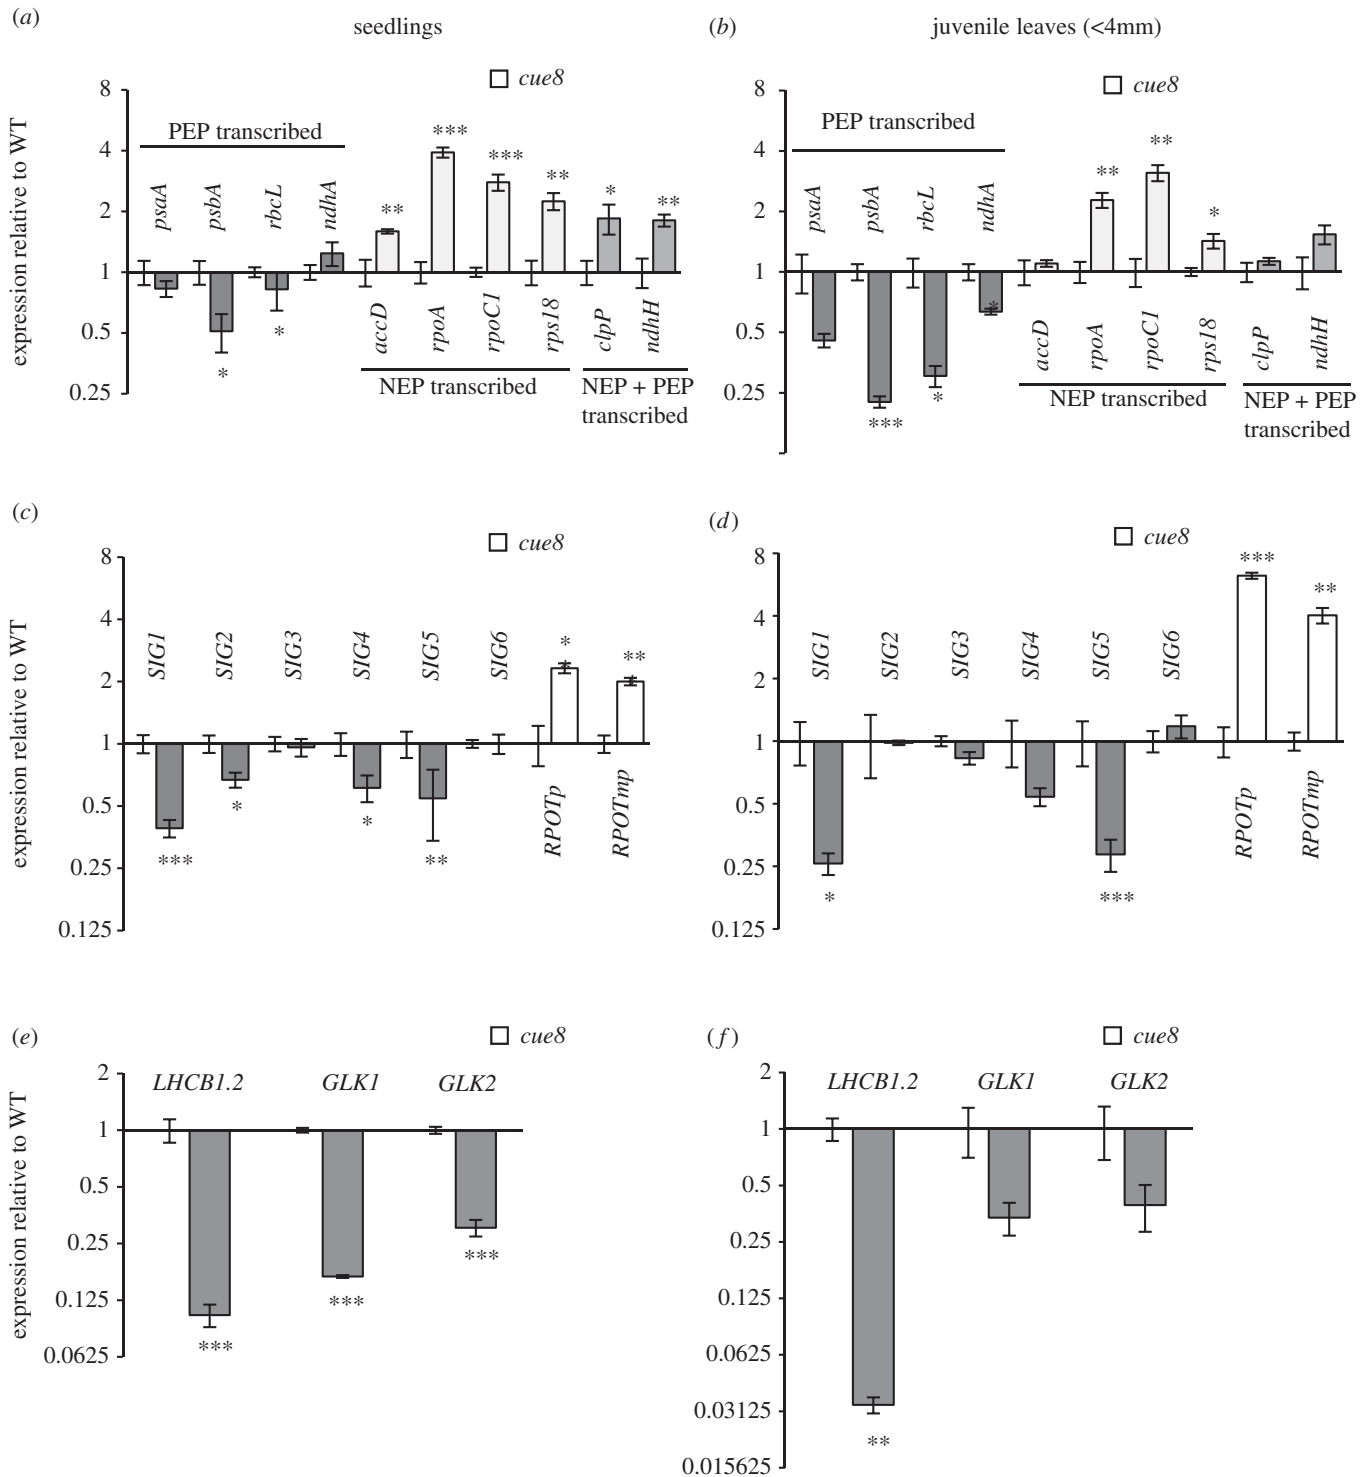 (a)
seedlings
cue8
8
4
2
1
0.5
0.25
expression relative to WT
PEP transcribed
psaA
psbA
rbcL
ndhA
*
*
**
***
***
**
*
**
accD
rpoA
rpoC1
rps18
clpP
ndhH
NEP transcribed
NEP + PEP
transcribed
(b)
juvenile leaves (<4mm)
cue8
8
4
2
1
0.5
0.25
PEP transcribed
psaA
psbA
rbcL
ndhA
***
*
*
**
**
*
accD
rpoA
rpoC1
rps18
clpP
ndhH
NEP transcribed
NEP + PEP
transcribed
(c)
cue8
8
4
2
1
0.5
0.25
0.125
expression relative to WT
SIG1
SIG2
SIG3
SIG4
SIG5
SIG6
***
*
*
**
*
**
RPOTp
RPOTmp
(d)
cue8
8
4
2
1
0.5
0.25
0.125
SIG1
SIG2
SIG3
SIG4
SIG5
SIG6
*
***
***
**
RPOTp
RPOTmp
(e)
cue8
2
1
0.5
0.25
0.125
0.0625
expression relative to WT
LHCB1.2
GLK1
GLK2
***
***
***
(f)
cue8
2
1
0.5
0.25
0.125
0.0625
0.03125
0.015625
LHCB1.2
GLK1
GLK2
**